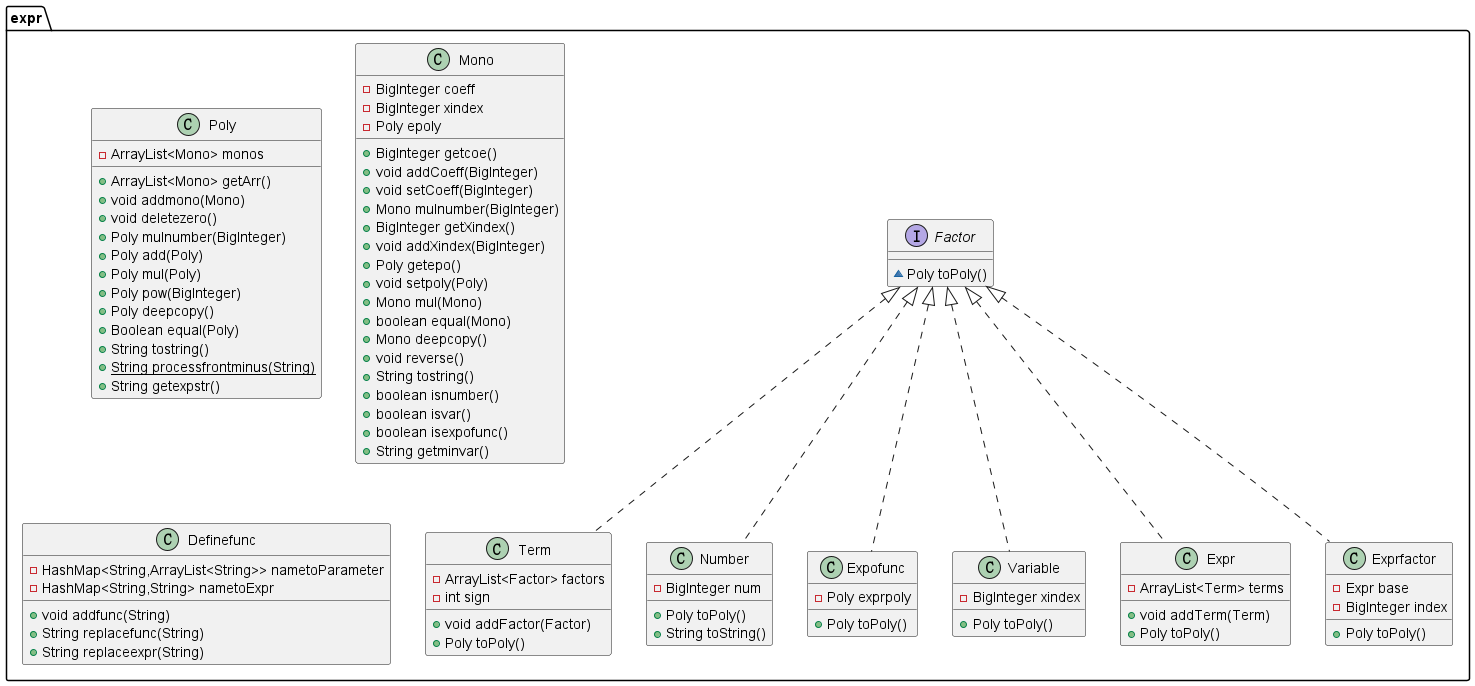 expr
C Poly
ArrayList<Mono> monos
ArrayList<Mono> getArr()
void addmono(Mono)
void deletezero()
Poly mulnumber(BigInteger)
Poly add(Poly)
Poly mul(Poly)
Poly pow(BigInteger)
Poly deepcopy()
Boolean equal(Poly)
String tostring()
String processfrontminus(String)
String getexpstr()
C Mono
BigInteger coeff
BigInteger xindex
Poly epoly
BigInteger getcoe()
void addCoeff(BigInteger)
void setCoeff(BigInteger)
Mono mulnumber(BigInteger)
BigInteger getXindex()
void addXindex(BigInteger)
Poly getepo()
void setpoly(Poly)
Mono mul(Mono)
boolean equal(Mono)
Mono deepcopy()
void reverse()
String tostring()
boolean isnumber()
boolean isvar()
boolean isexpofunc()
String getminvar()
I Factor
Poly toPoly()
C Definefunc
HashMap<String,ArrayList<String>> nametoParameter
HashMap<String,String> nametoExpr
void addfunc(String)
String replacefunc(String)
String replaceexpr(String)
C Term
ArrayList<Factor> factors
int sign
void addFactor(Factor)
Poly toPoly()
C Number
BigInteger num
Poly toPoly()
String toString()
C Expofunc
Poly exprpoly
Poly toPoly()
C Variable
BigInteger xindex
Poly toPoly()
C Expr
ArrayList<Term> terms
void addTerm(Term)
Poly toPoly()
C Exprfactor
Expr base
BigInteger index
Poly toPoly()